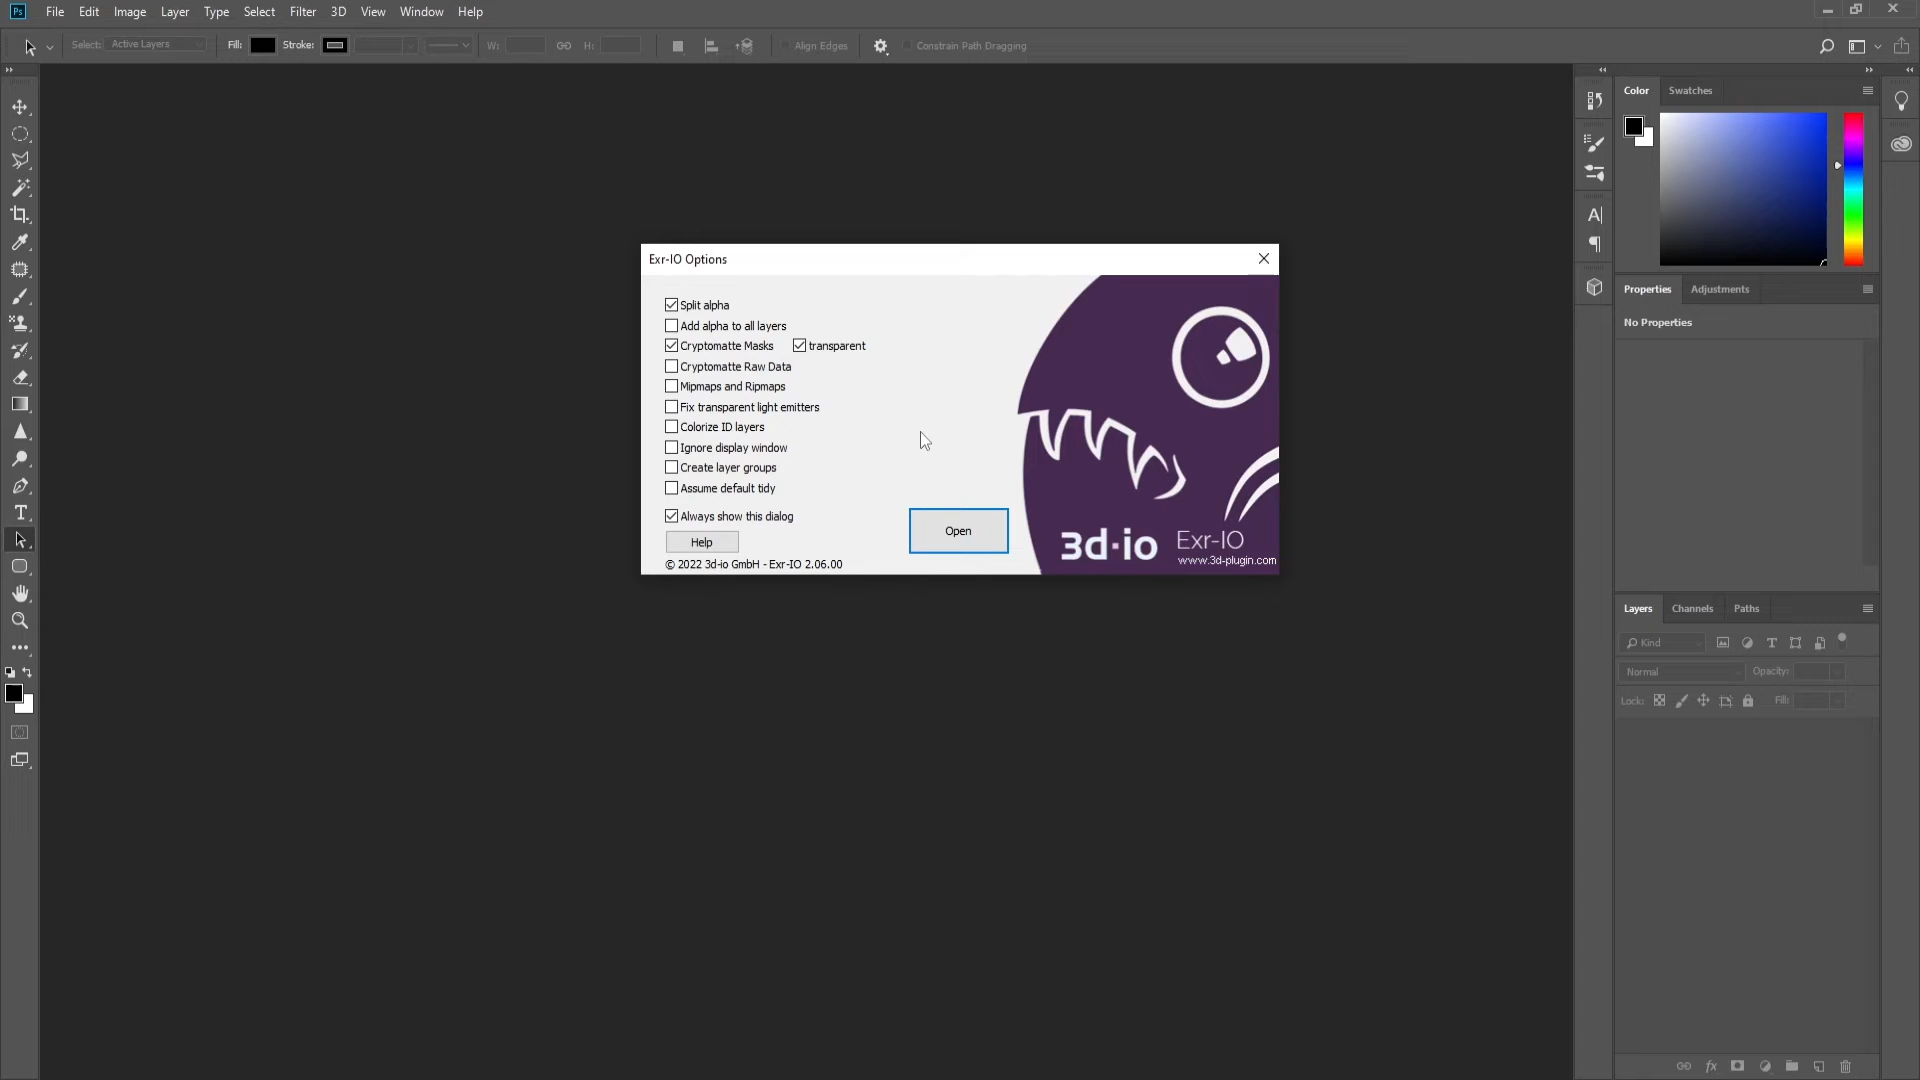 Ps File Edit Image Layer Type Select Filter 3D View Window Help
Select: Active Layers Fill: Stroke: W: H: Align Edges Constrain Path Dragging
Color Swatches
Properties Adjustments
No Properties
Layers Channels Paths
Kind
Normal Opacity:
Lock: Fill:
fx
Exr-IO Options
Split alpha
Add alpha to all layers
Cryptomatte Masks transparent
Cryptomatte Raw Data
Mipmaps and Ripmaps
Fix transparent light emitters
Colorize ID layers
Ignore display window
Create layer groups
Assume default tidy
Always show this dialog
Help
Open
© 2022 3d-io GmbH - Exr-IO 2.06.00
3d-io Exr-IO
www.3d-plugin.com